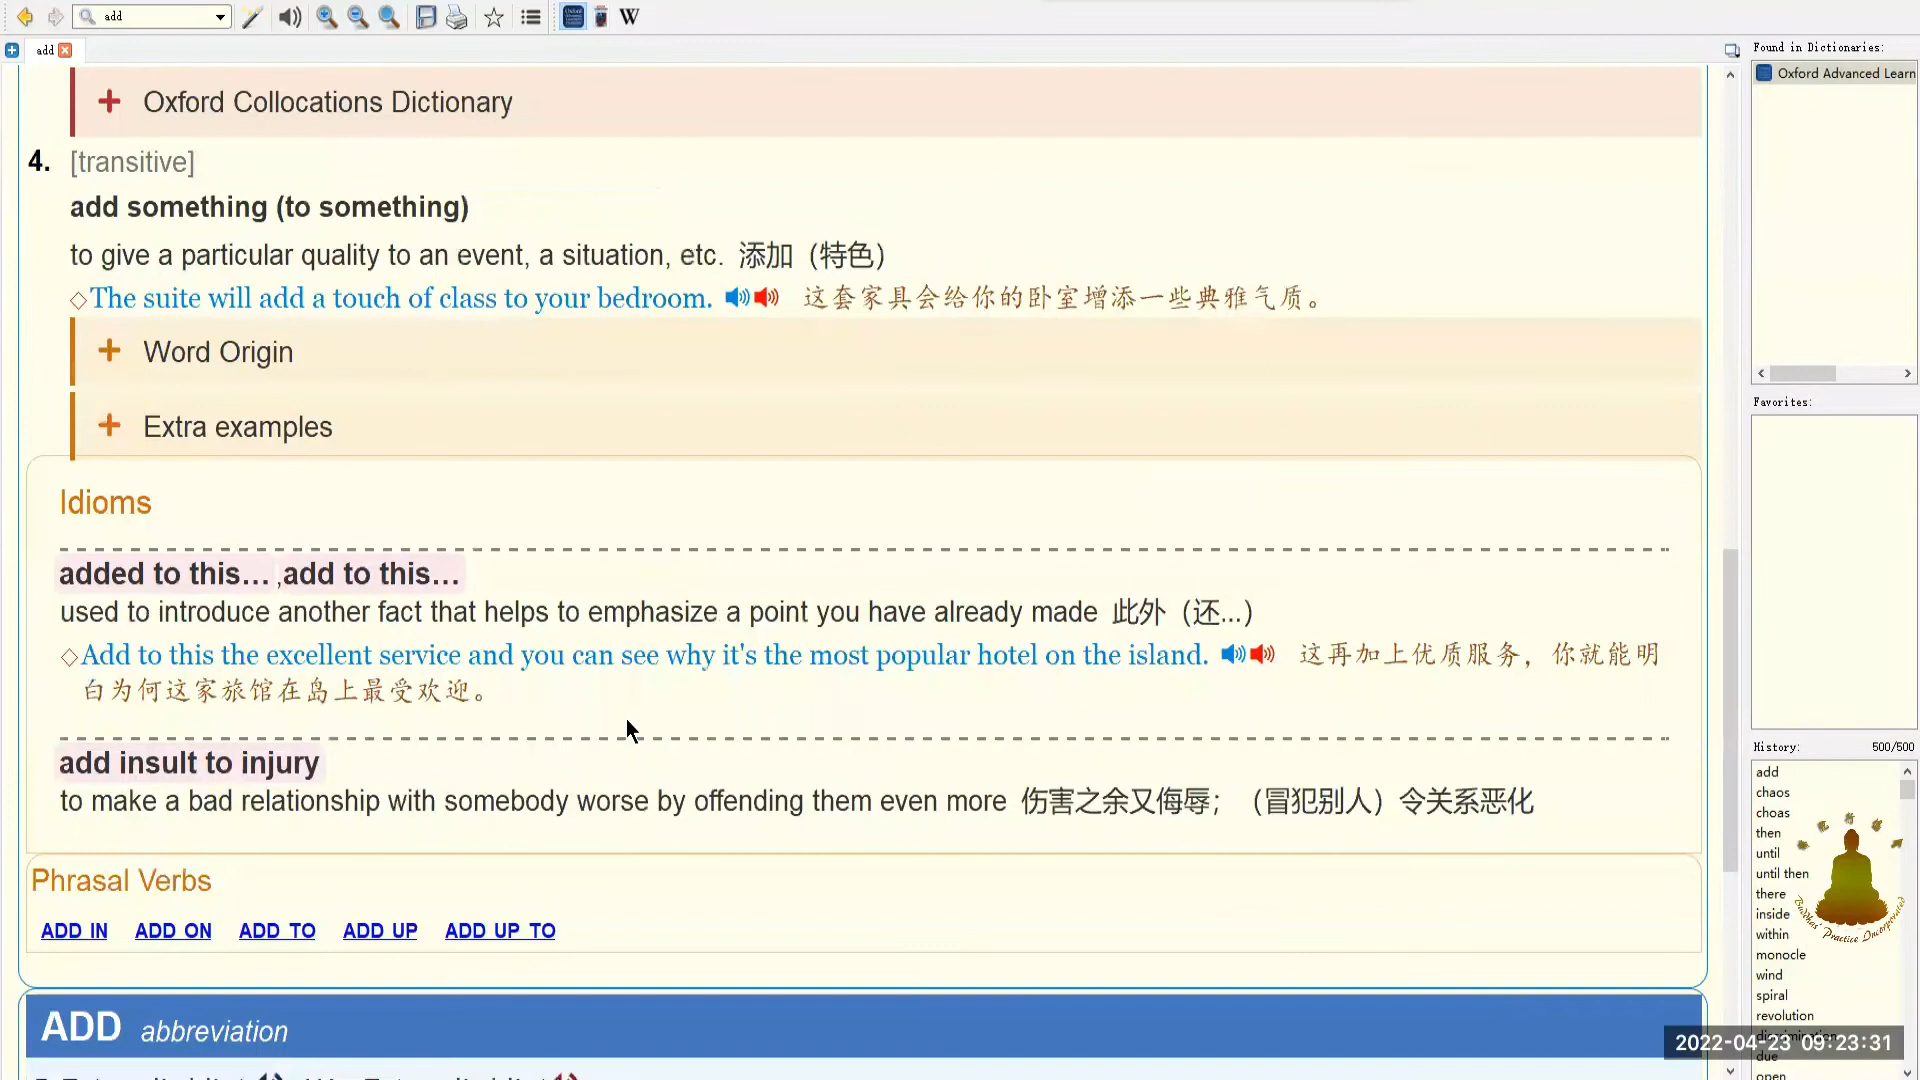 add
add
Found in Dictionaries:
Oxford Advanced Learn
Oxford Collocations Dictionary
4. [transitive]
add something (to something)
to give a particular quality to an event, a situation, etc. 添加（特色）
◇The suite will add a touch of class to your bedroom. 这套家具会给你的卧室增添一些典雅气质。
+ Word Origin
+ Extra examples
Favorites:
Idioms
added to this… ,add to this…
used to introduce another fact that helps to emphasize a point you have already made 此外（还...）
◇Add to this the excellent service and you can see why it's the most popular hotel on the island. 这再加上优质服务，你就能明
白为何这家旅馆在岛上最受欢迎。
add insult to injury
to make a bad relationship with somebody worse by offending them even more 伤害之余又侮辱；（冒犯别人）令关系恶化
Phrasal Verbs
ADD IN ADD ON ADD TO ADD UP ADD UP TO
ADD abbreviation
History: 500/500
add
chaos
choas
then
until
until then
there
inside
within
monocle
wind
spiral
revolution
discrimination
due
open
Buddhas' Practice Incorporated
2022-04-23 09:23:31